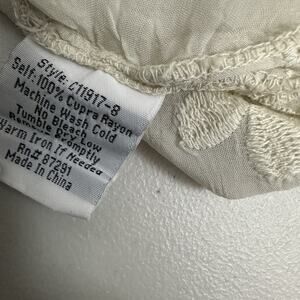 Style: C11917-8
Self: 100% Cupra Rayon
Machine Wash Cold
No Bleach
Tumble Dry Low
Remove Promptly
Warm Iron If Needed
Rn# 87291
Made In China